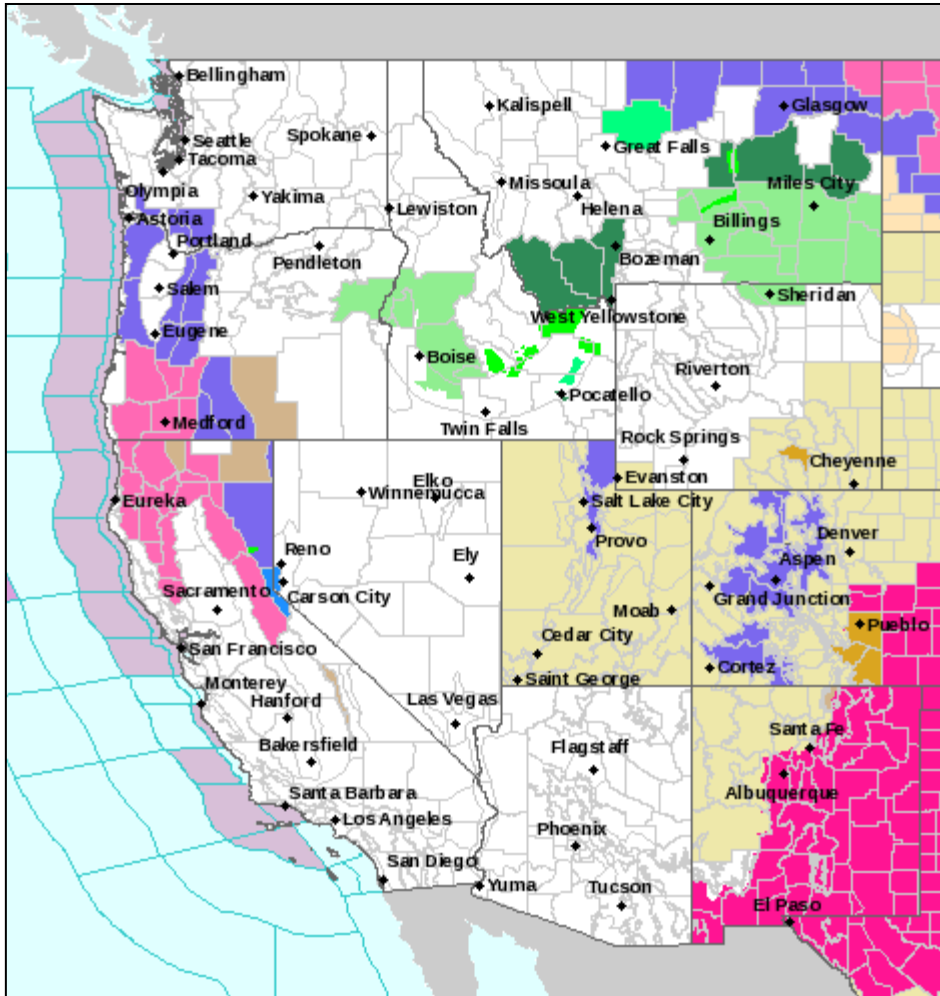 Bellingham
Kalispell
Glasgow
Spokane
Seattle
Great Falls
Tacoma
Olympia
Missoula
Miles City
Yakima
Helena
Lewiston
Astoria
Billings
Portland
Pendleton
Bozeman
Salem
Sheridan
West Yellowstone
Eugene
Boise
Riverton
Pocatello
Medford
Twin Falls
Rock Springs
Cheyenne
Elko
Evanston
Eureka
Winnemucca
Salt Lake City
Provo
Denver
Reno
Ely
Aspen
Sacramento
Carson City
Grand Junction
Moab
Pueblo
Cedar City
San Francisco
Cortez
Saint George
Monterey
Hanford
Las Vegas
Santa Fe
Bakersfield
Flagstaff
Albuquerque
Santa Barbara
Los Angeles
Phoenix
San Diego
Yuma
Tucson
El Paso